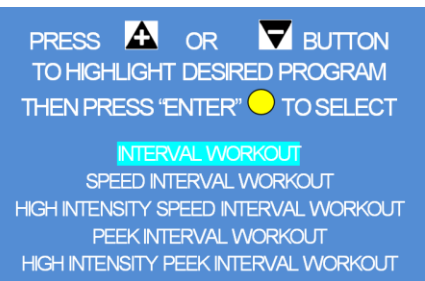 PRESS + OR − BUTTON
TO HIGHLIGHT DESIRED PROGRAM
THEN PRESS “ENTER” TO SELECT
INTERVAL WORKOUT
SPEED INTERVAL WORKOUT
HIGH INTENSITY SPEED INTERVAL WORKOUT
PEEK INTERVAL WORKOUT
HIGH INTENSITY PEEK INTERVAL WORKOUT